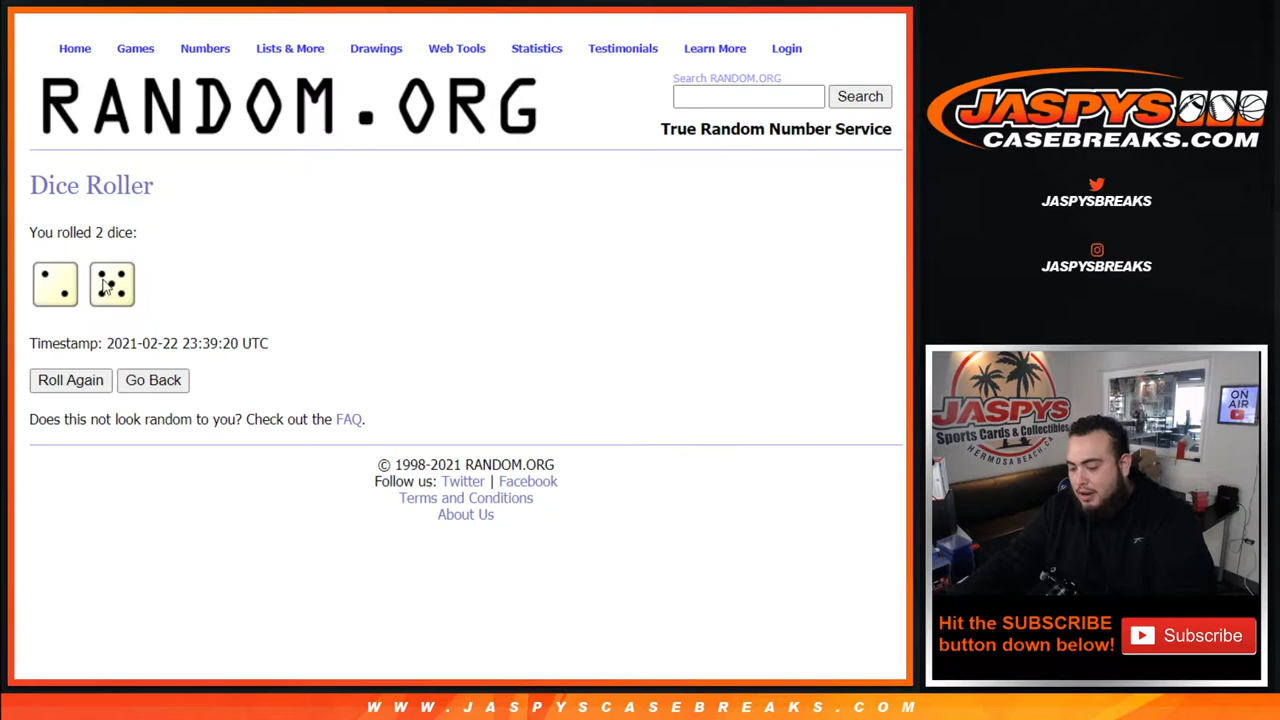 Home Games Numbers Lists & More Drawings Web Tools Statistics Testimonials Learn More Login
RANDOM.ORG
Search RANDOM.ORG
Search
True Random Number Service
Dice Roller
You rolled 2 dice:
Timestamp: 2021-02-22 23:39:20 UTC
Roll Again Go Back
Does this not look random to you? Check out the FAQ.
© 1998-2021 RANDOM.ORG
Follow us: Twitter | Facebook
Terms and Conditions
About Us
JASPYS
CASEBREAKS.COM
JASPYSBREAKS
JASPYSBREAKS
JASPYS
Sports Cards & Collectibles
HERMOSA BEACH, CA
ON
AIR
Hit the SUBSCRIBE
button down below!
Subscribe
WWW.JASPYSCASEBREAKS.COM